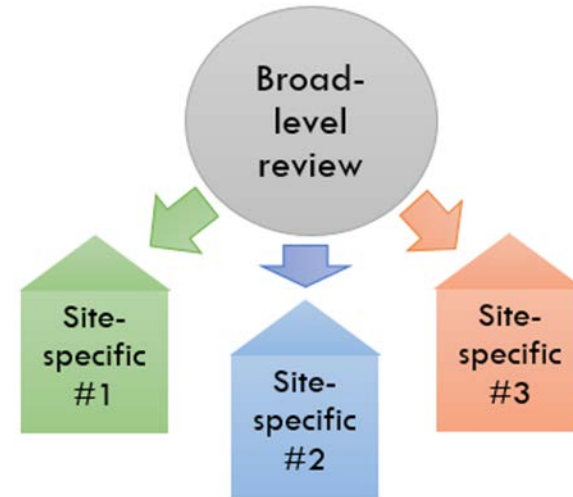 Broad-
level
review
Site-
specific
#1
Site-
specific
#2
Site-
specific
#3